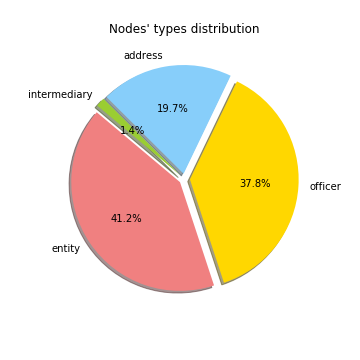 Nodes' types distribution
address
intermediary
19.7%
1.4%
37.8%
officer
41.2%
entity